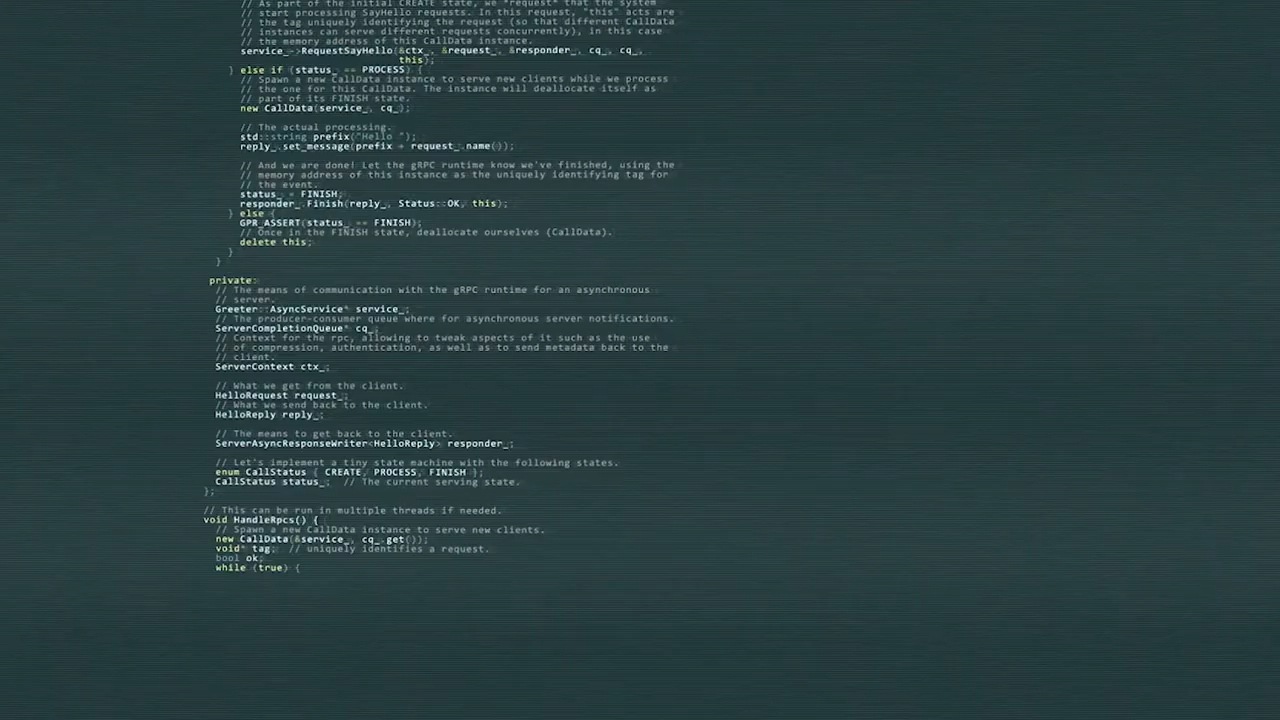 // As part of the initial CREATE state, we *request* that the system
// start processing SayHello requests. In this request, "this" acts are
// the tag uniquely identifying the request (so that different CallData
// instances can serve different requests concurrently), in this case
// the memory address of this CallData instance.
service_->RequestSayHello(&ctx_, &request_, &responder_, cq_, cq_,
this);
} else if (status_ == PROCESS) {
// Spawn a new CallData instance to serve new clients while we process
// the one for this CallData. The instance will deallocate itself as
// part of its FINISH state.
new CallData(service_, cq_);
// The actual processing.
std::string prefix("Hello ");
reply_.set_message(prefix + request_.name());
// And we are done! Let the gRPC runtime know we've finished, using the
// memory address of this instance as the uniquely identifying tag for
// the event.
status_ = FINISH;
responder_.Finish(reply_, Status::OK, this);
} else {
GPR_ASSERT(status_ == FINISH);
// Once in the FINISH state, deallocate ourselves (CallData).
delete this;
}
}
private:
// The means of communication with the gRPC runtime for an asynchronous
// server.
Greeter::AsyncService* service_;
// The producer-consumer queue where for asynchronous server notifications.
ServerCompletionQueue* cq_;
// Context for the rpc, allowing to tweak aspects of it such as the use
// of compression, authentication, as well as to send metadata back to the
// client.
ServerContext ctx_;
// What we get from the client.
HelloRequest request_;
// What we send back to the client.
HelloReply reply_;
// The means to get back to the client.
ServerAsyncResponseWriter<HelloReply> responder_;
// Let's implement a tiny state machine with the following states.
enum CallStatus { CREATE, PROCESS, FINISH };
CallStatus status_;  // The current serving state.
};
// This can be run in multiple threads if needed.
void HandleRpcs() {
// Spawn a new CallData instance to serve new clients.
new CallData(&service_, cq_.get());
void* tag;  // uniquely identifies a request.
bool ok;
while (true) {